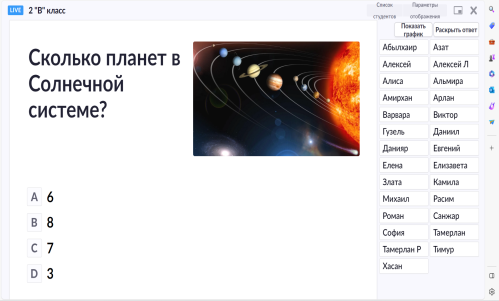 LIVE 2 "В" класс
Список студентов
Параметры отображения
Показать график
Раскрыть ответ
Сколько планет в
Солнечной
системе?
A 6
B 8
C 7
D 3
Абылхаир Азат
Алексей Алексей Л
Алиса Альмира
Амирхан Арлан
Варвара Виктор
Гузель Даниил
Данияр Евгений
Елена Елизавета
Злата Камила
Михаил Расим
Роман Санжар
София Тамерлан
Тамерлан Р Тимур
Хасан